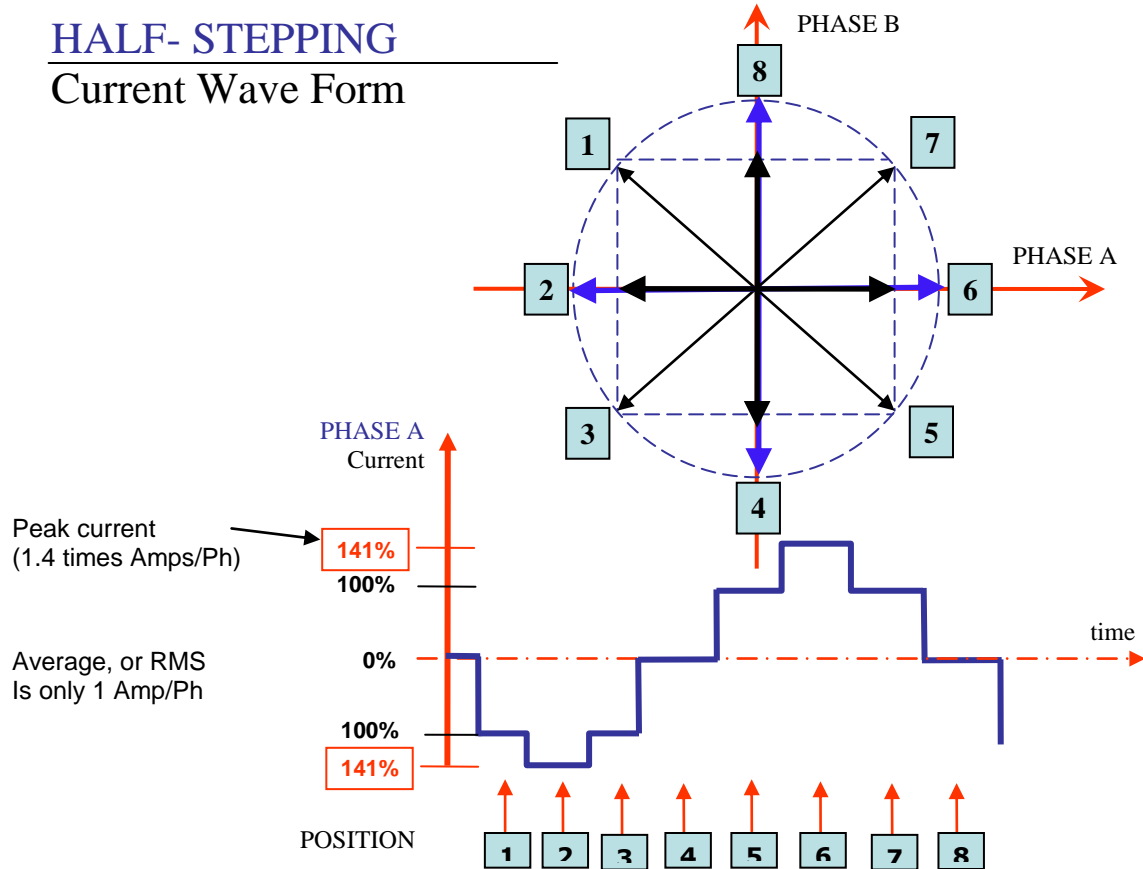 HALF- STEPPING
Current Wave Form
PHASE B
8
1
7
PHASE A
2
6
3
5
4
PHASE A
Current
Peak current
(1.4 times Amps/Ph)
141%
100%
time
Average, or RMS
Is only 1 Amp/Ph
0%
100%
141%
POSITION
1 2 3 4 5 6 7 8